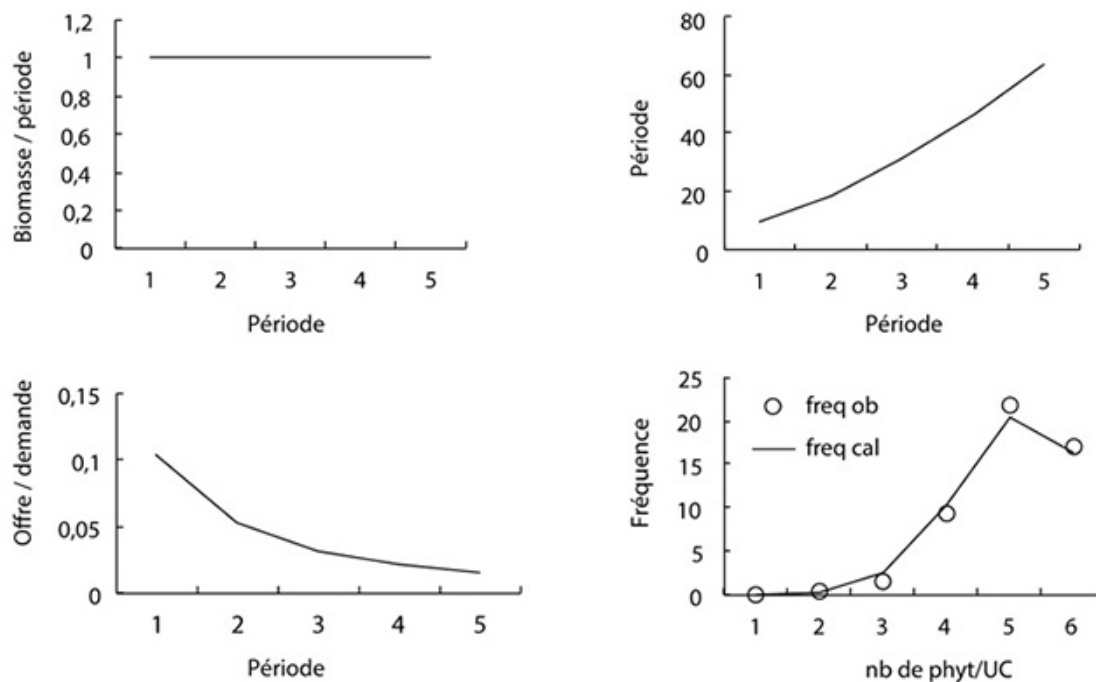 Biomasse / période
1,2
1
0,8
0,6
0,4
0,2
0
1 2 3 4 5
Période
Période
80
60
40
20
0
1 2 3 4 5
Période
Offre / demande
0,15
0,1
0,05
0
1 2 3 4 5
Période
Fréquence
25
20
15
10
5
0
freq ob
freq cal
1 2 3 4 5 6
nb de phyt/UC